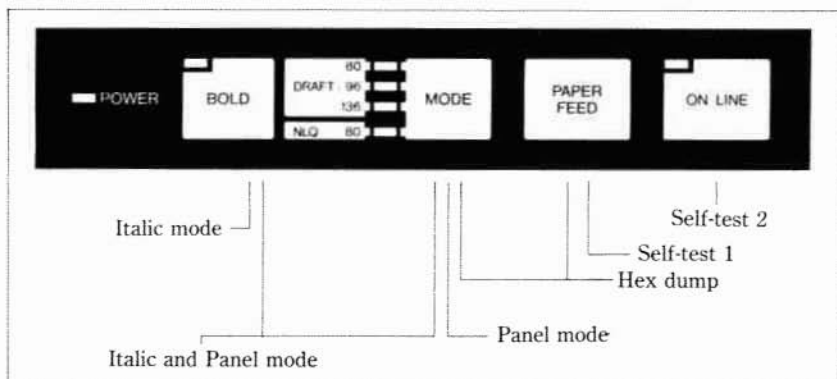 80
DRAFT 96
136
NLQ 80
POWER
BOLD
MODE
PAPER
FEED
ON LINE
Italic mode
Self-test 2
Self-test 1
Hex dump
Panel mode
Italic and Panel mode